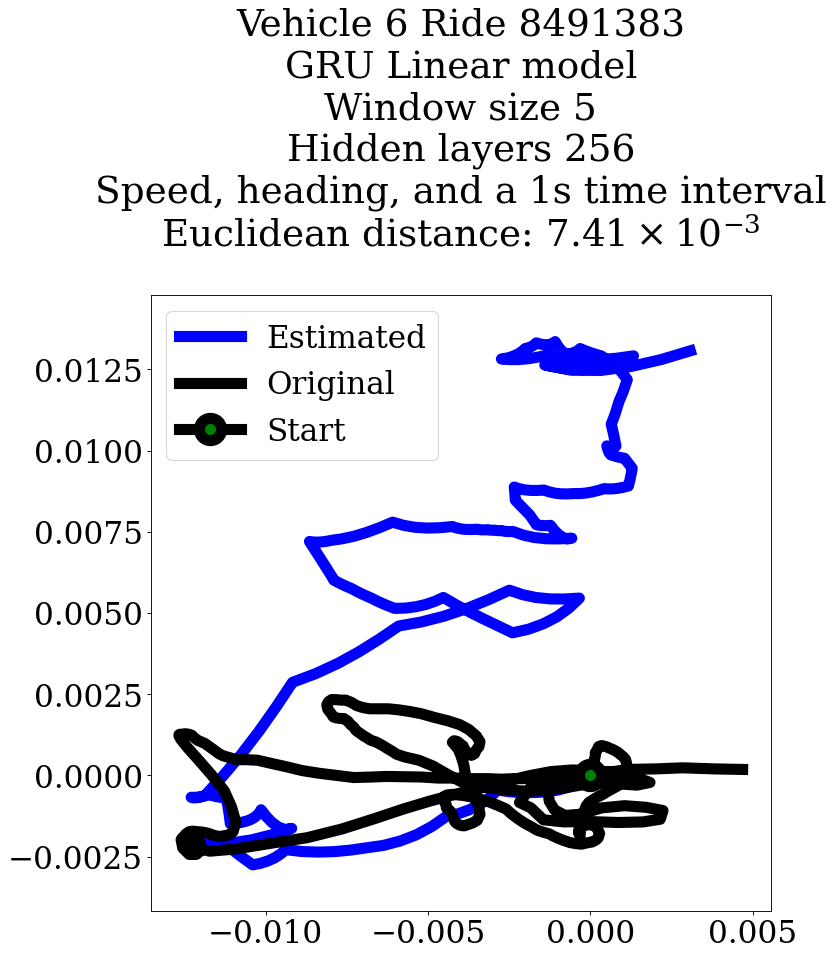 Vehicle 6 Ride 8491383
GRU Linear model
Window size 5
Hidden layers 256
Speed, heading, and a 1s time interval
Euclidean distance: 7.41 × 10⁻³
Estimated
Original
Start
0.0125
0.0100
0.0075
0.0050
0.0025
0.0000
−0.0025
−0.010
−0.005
0.000
0.005